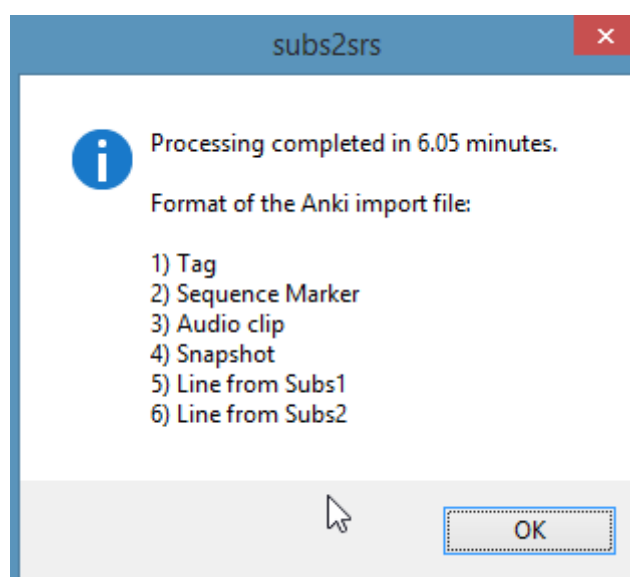 subs2srs
Processing completed in 6.05 minutes.
Format of the Anki import file:
1) Tag
2) Sequence Marker
3) Audio clip
4) Snapshot
5) Line from Subs1
6) Line from Subs2
OK